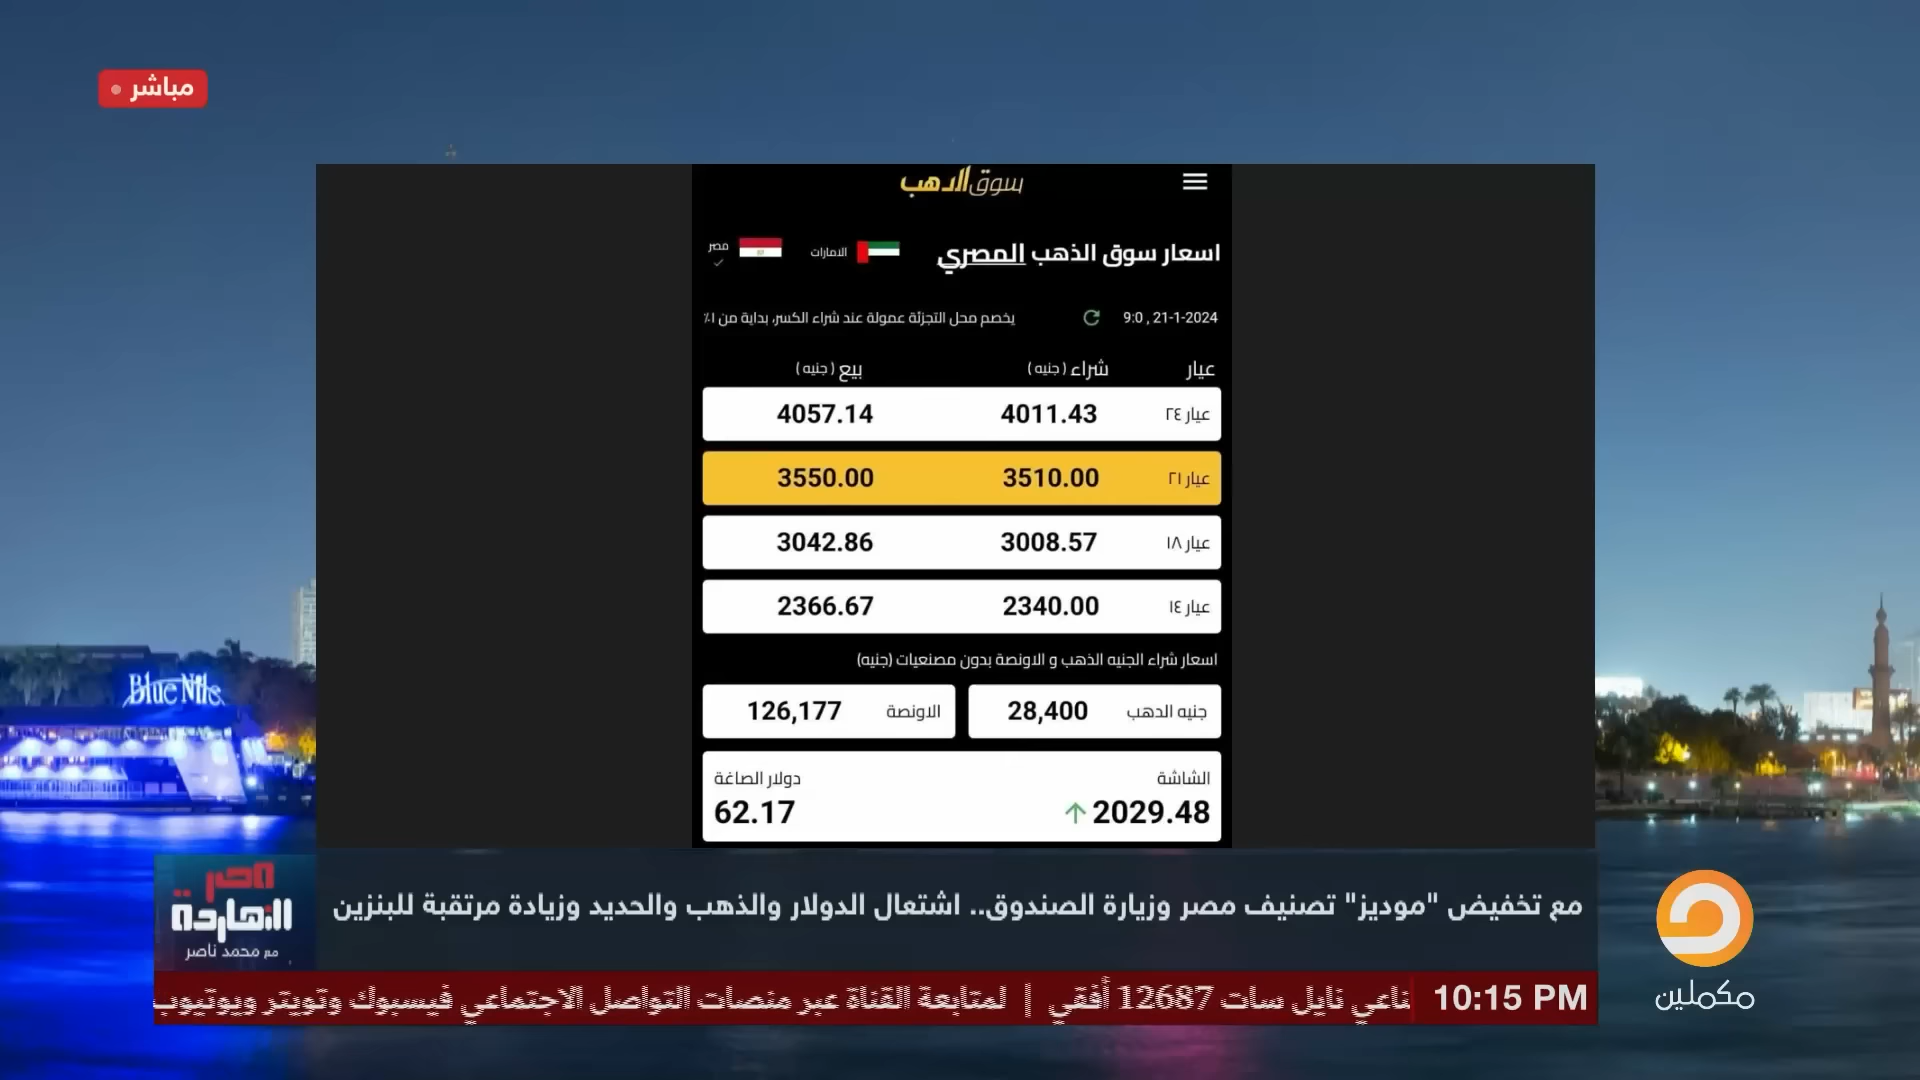 مباشر
سوق الدهب
اسعار سوق الذهب المصري
الامارات
مصر
21-1-2024 , 9:0
يخصم محل التجزئة عمولة عند شراء الكسر، بداية من ١٪
عيار شراء ( جنيه ) بيع ( جنيه )
عيار ٢٤ 4011.43 4057.14
عيار ٢١ 3510.00 3550.00
عيار ١٨ 3008.57 3042.86
عيار ١٤ 2340.00 2366.67
اسعار شراء الجنيه الذهب و الاونصة بدون مصنعيات (جنيه)
جنيه الدهب 28,400
الاونصة 126,177
الشاشة دولار الصاغة
2029.48 62.17
Blue Nile
مع تخفيض "موديز" تصنيف مصر وزيارة الصندوق.. اشتعال الدولار والذهب والحديد وزيادة مرتقبة للبنزين
مصر
النهاردة
مع محمد ناصر
10:15 PM
ناعي نايل سات 12687 أفقي | لمتابعة القناة عبر منصات التواصل الاجتماعي فيسبوك وتويتر ويوتيوب
مكملين